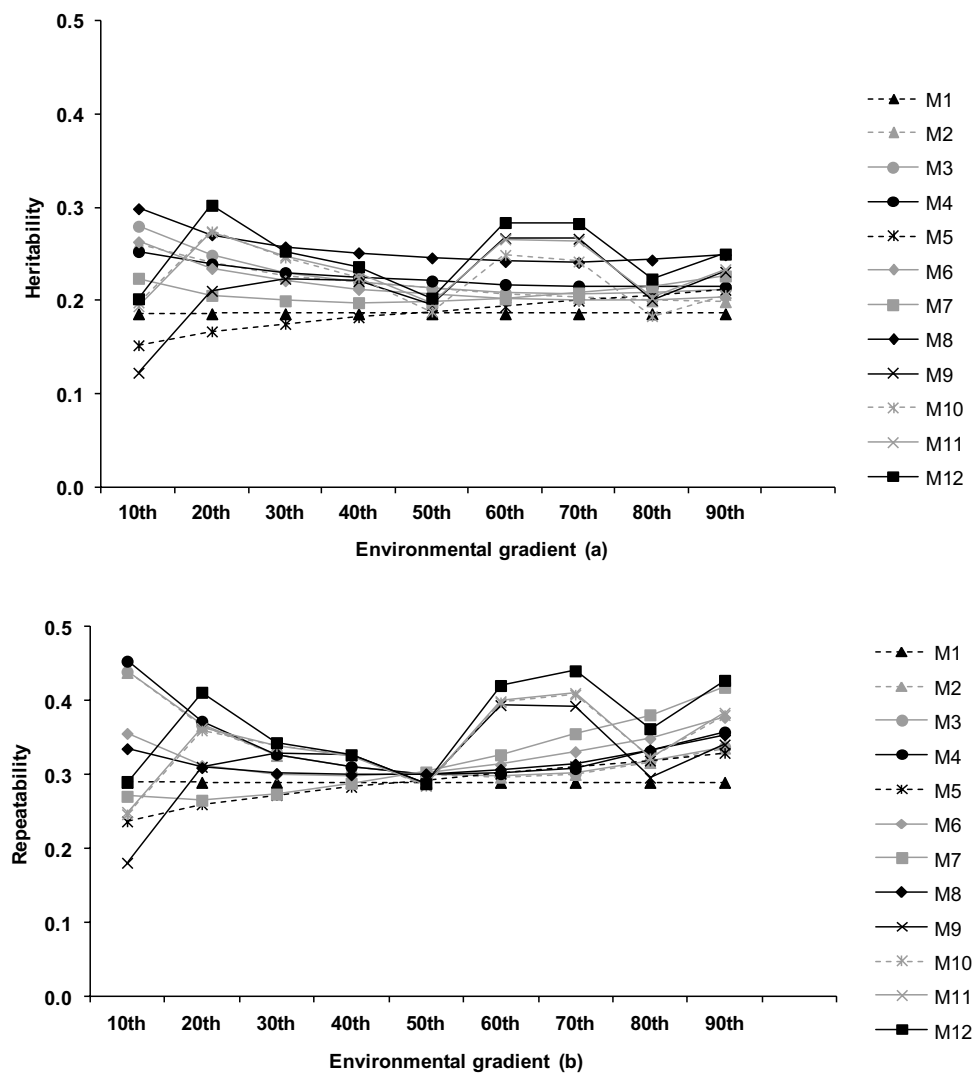 0.5
0.4
0.3
0.2
0.1
0.0
Heritability
10th 20th 30th 40th 50th 60th 70th 80th 90th
Environmental gradient (a)
M1
M2
M3
M4
M5
M6
M7
M8
M9
M10
M11
M12
0.5
0.4
0.3
0.2
0.1
0.0
Repeatability
10th 20th 30th 40th 50th 60th 70th 80th 90th
Environmental gradient (b)
M1
M2
M3
M4
M5
M6
M7
M8
M9
M10
M11
M12